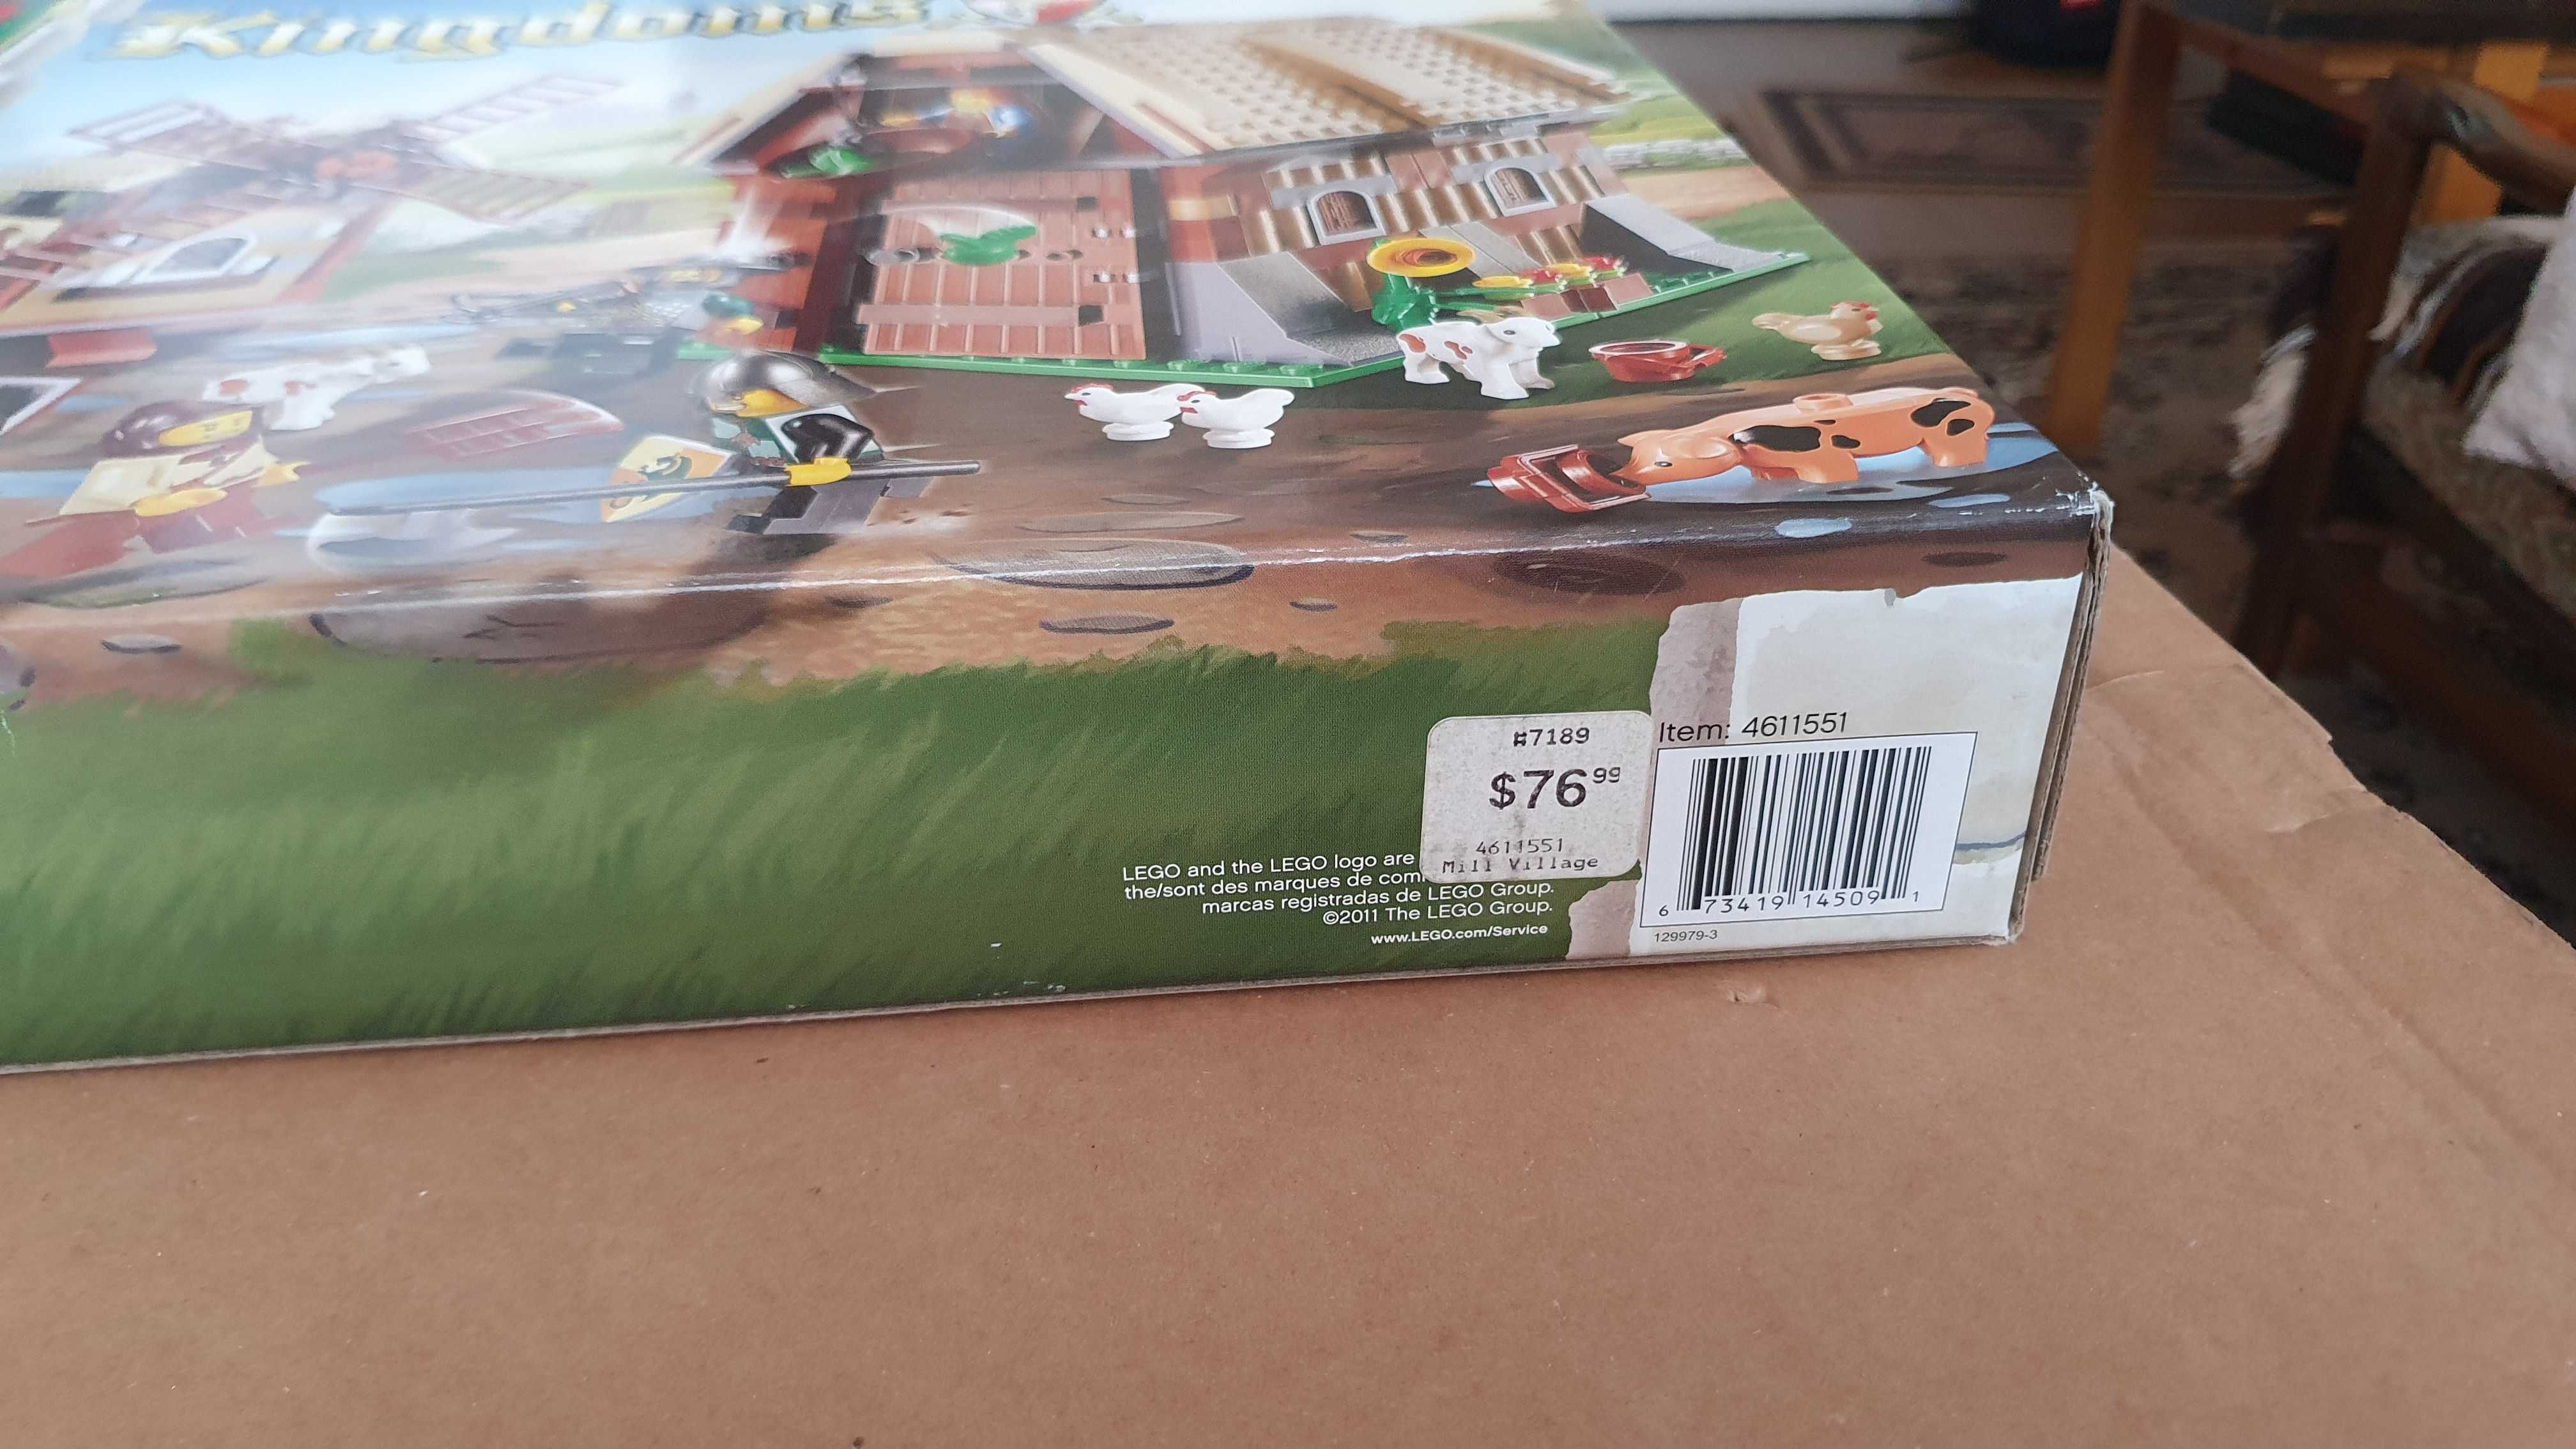 Kingdoms
#7189
$76.99
4611551
Mill Village
Item: 4611551
6 73419 14509 1
129979-3
LEGO and the LEGO logo are
the/sont des marques de com
marcas registradas de LEGO Group.
©2011 The LEGO Group.
www.LEGO.com/Service